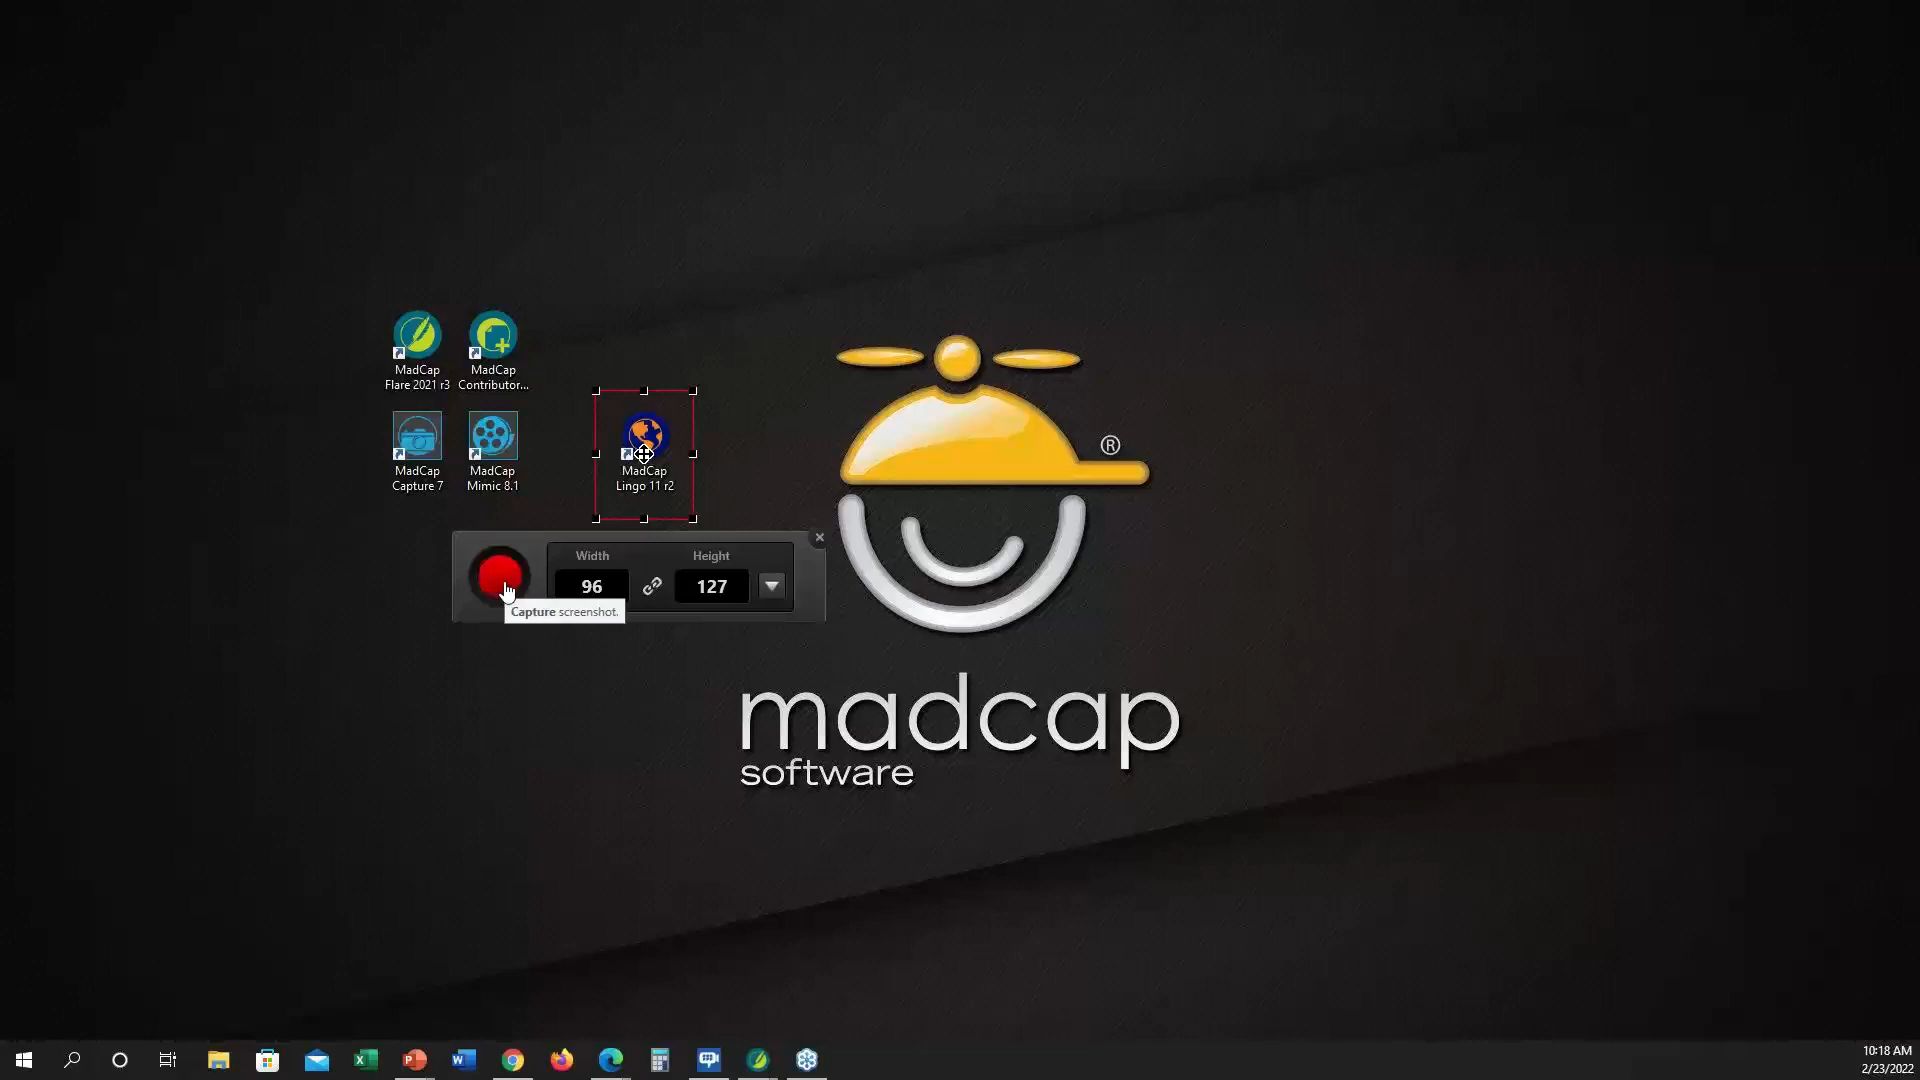 MadCap
Flare 2021 r3
MadCap
Contributor...
MadCap
Capture 7
MadCap
Mimic 8.1
MadCap
Lingo 11 r2
Width
Height
96
127
Capture screenshot.
®
madcap
software
10:18 AM
2/23/2022